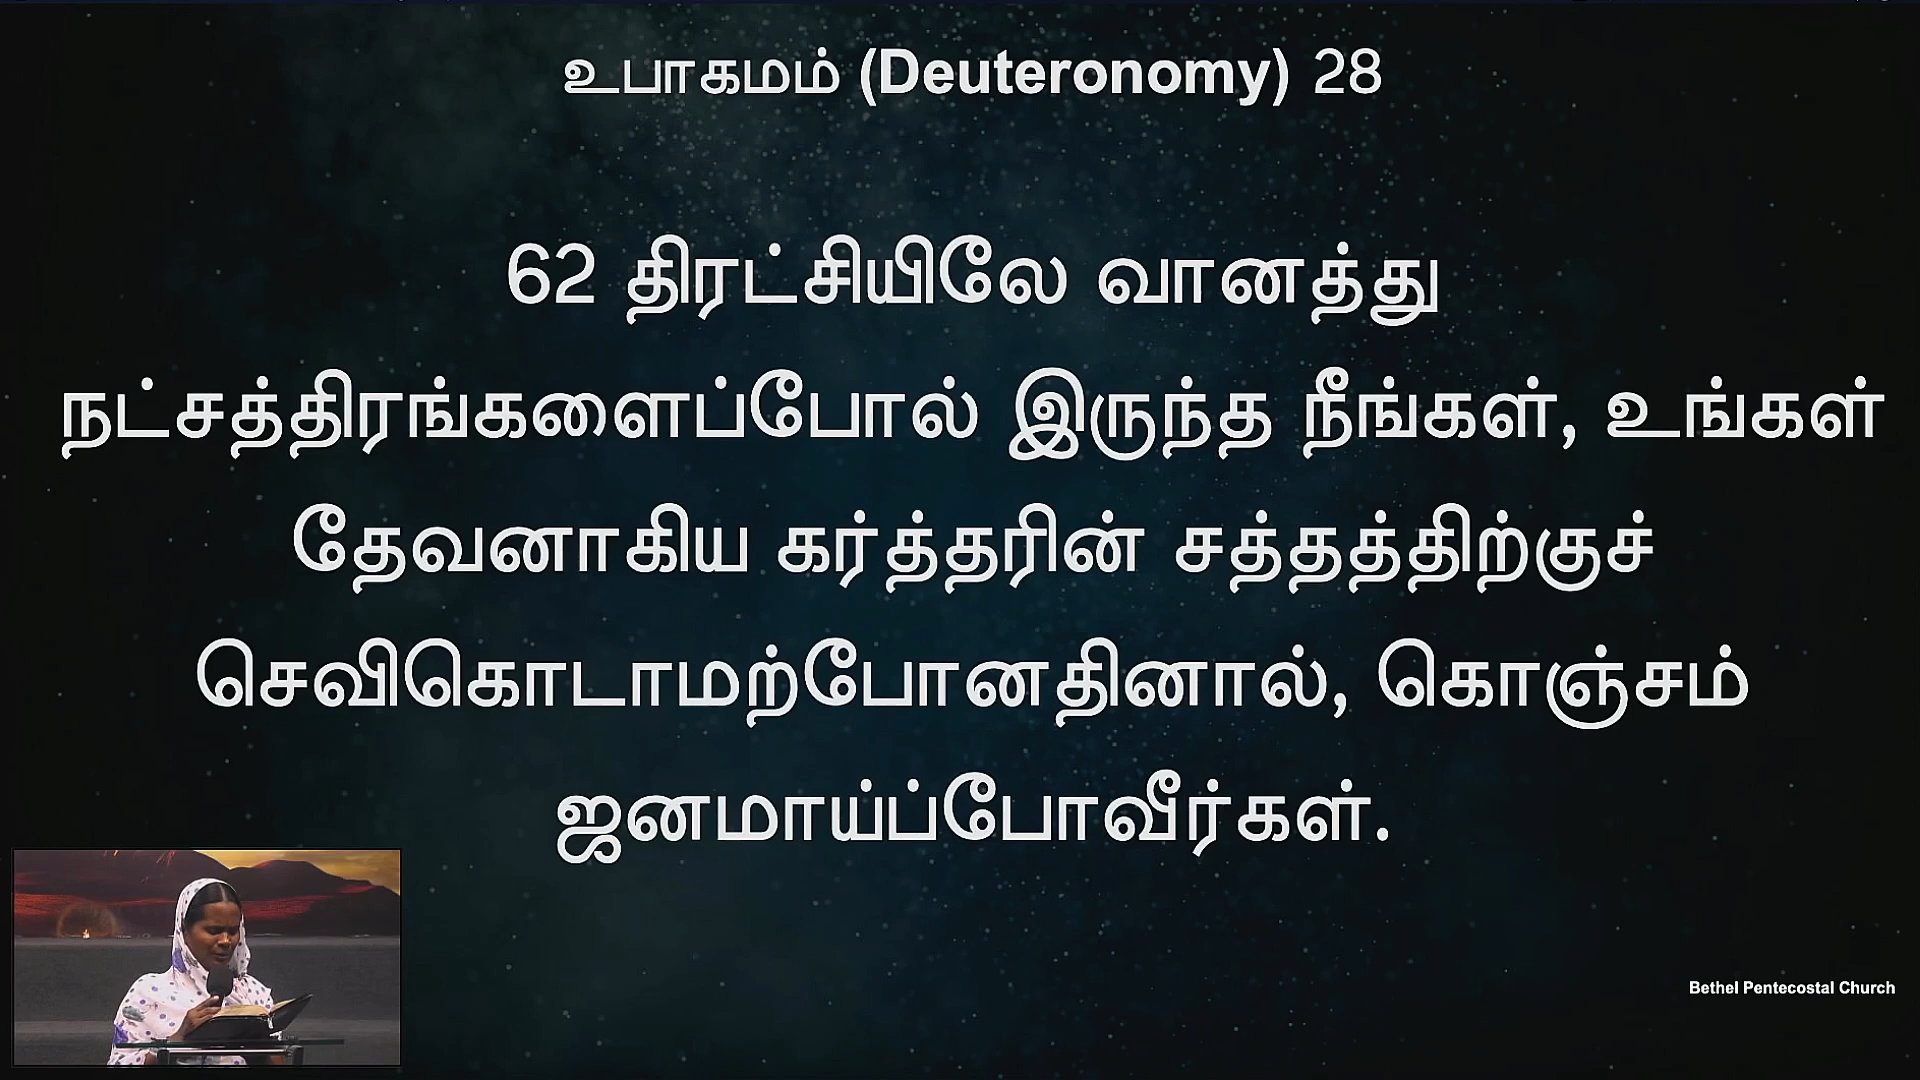 உபாகமம் (Deuteronomy) 28
62 திரட்சியிலே வானத்து
நட்சத்திரங்களைப்போல் இருந்த நீங்கள், உங்கள்
தேவனாகிய கர்த்தரின் சத்தத்திற்குச்
செவிகொடாமற்போனதினால், கொஞ்சம்
ஜனமாய்ப்போவீர்கள்.
Bethel Pentecostal Church